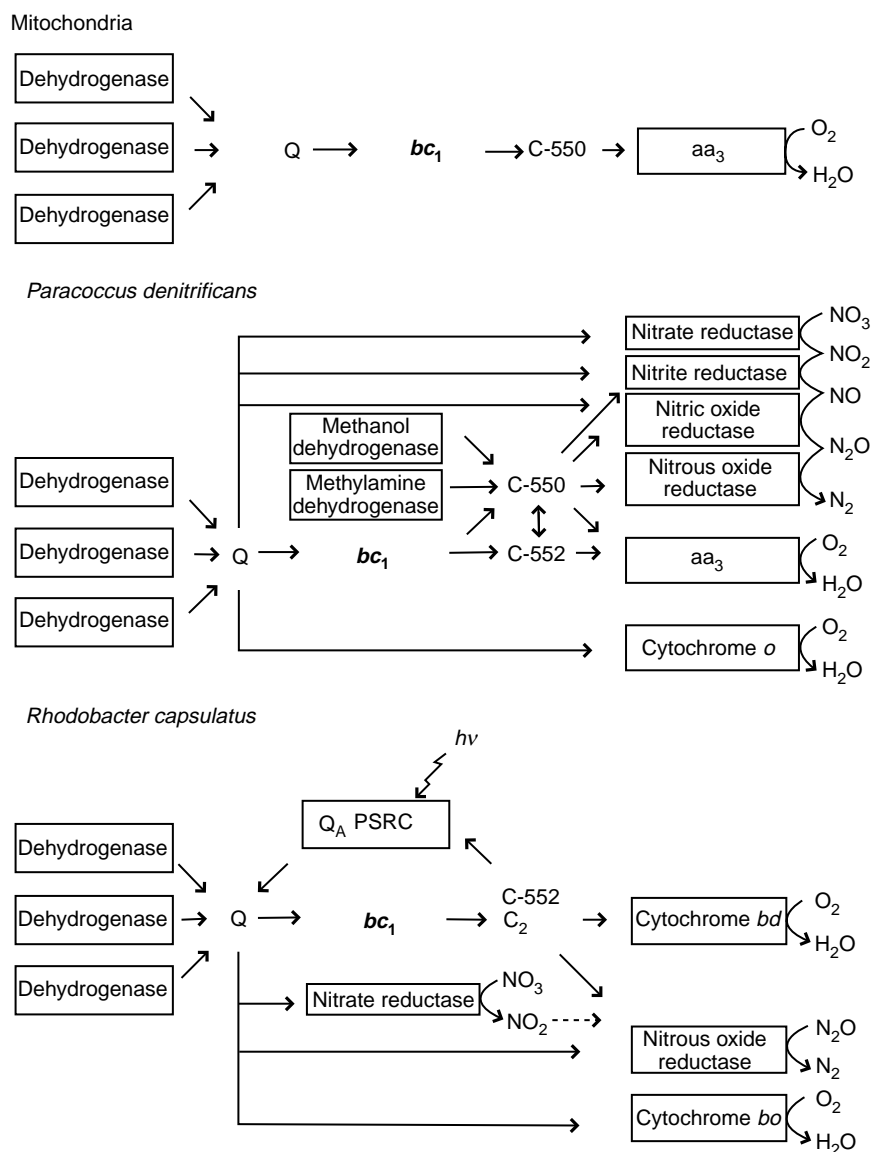 Mitochondria
Dehydrogenase
Dehydrogenase
Dehydrogenase
Q
bc₁
C-550
aa₃
O₂
H₂O
Paracoccus denitrificans
Dehydrogenase
Dehydrogenase
Dehydrogenase
Q
bc₁
Methanol
dehydrogenase
Methylamine
dehydrogenase
C-550
C-552
Nitrate reductase
Nitrite reductase
Nitric oxide
reductase
Nitrous oxide
reductase
NO₃
NO₂
NO
N₂O
N₂
aa₃
O₂
H₂O
Cytochrome o
O₂
H₂O
Rhodobacter capsulatus
hν
Q_A PSRC
Dehydrogenase
Dehydrogenase
Dehydrogenase
Q
bc₁
C-552
C₂
Cytochrome bd
O₂
H₂O
Nitrate reductase
NO₃
NO₂
Nitrous oxide
reductase
N₂O
N₂
Cytochrome bo
O₂
H₂O